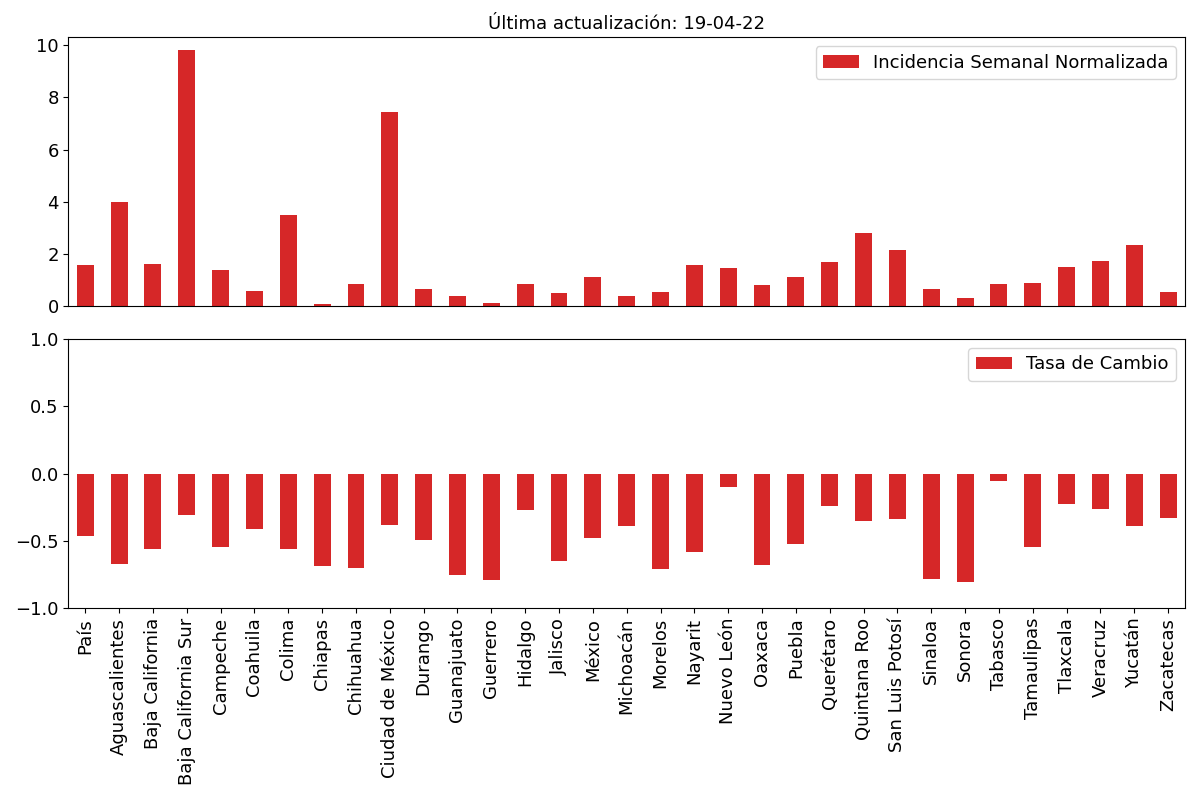 Última actualización: 19-04-22
10
8
6
4
2
0
Incidencia Semanal Normalizada
1.0
0.5
0.0
−0.5
−1.0
Tasa de Cambio
País
Aguascalientes
Baja California
Baja California Sur
Campeche
Coahuila
Colima
Chiapas
Chihuahua
Ciudad de México
Durango
Guanajuato
Guerrero
Hidalgo
Jalisco
México
Michoacán
Morelos
Nayarit
Nuevo León
Oaxaca
Puebla
Querétaro
Quintana Roo
San Luis Potosí
Sinaloa
Sonora
Tabasco
Tamaulipas
Tlaxcala
Veracruz
Yucatán
Zacatecas